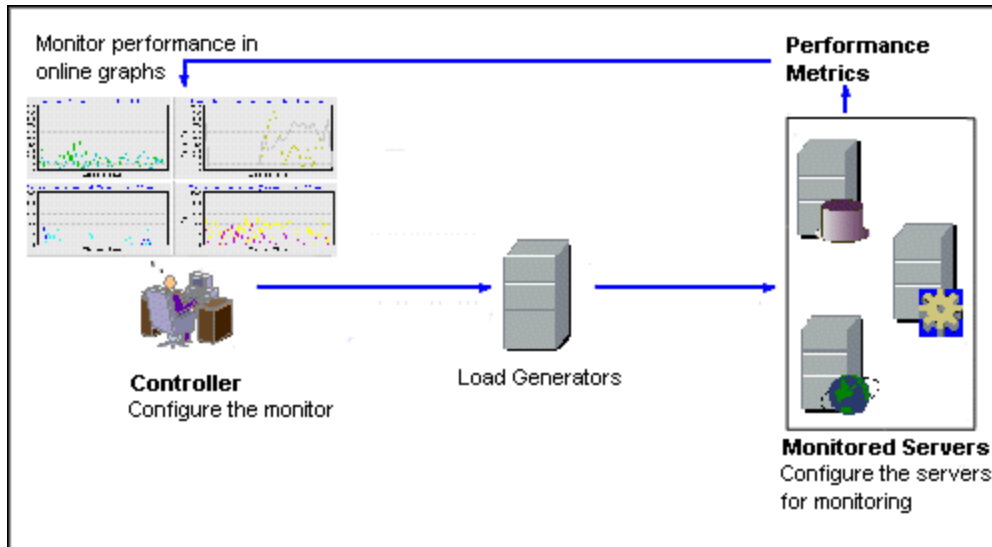 Monitor performance in
online graphs
Performance
Metrics
Controller
Configure the monitor
Load Generators
Monitored Servers
Configure the servers
for monitoring